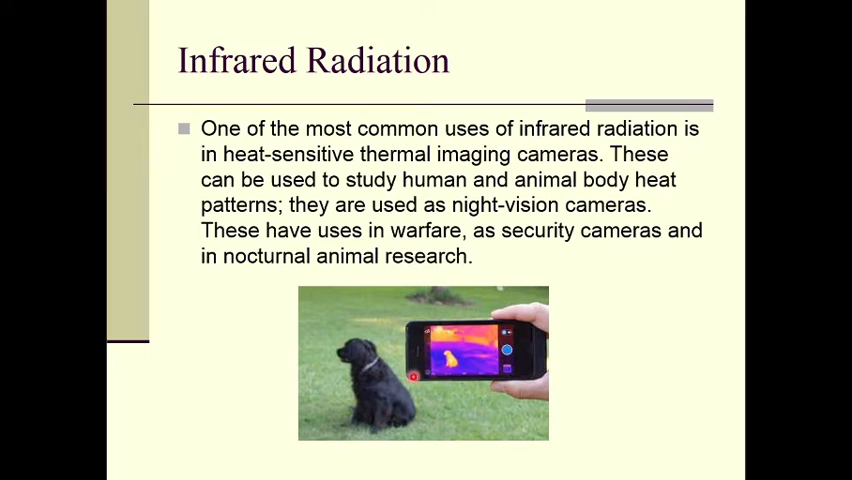 Infrared Radiation
One of the most common uses of infrared radiation is
in heat-sensitive thermal imaging cameras. These
can be used to study human and animal body heat
patterns; they are used as night-vision cameras.
These have uses in warfare, as security cameras and
in nocturnal animal research.